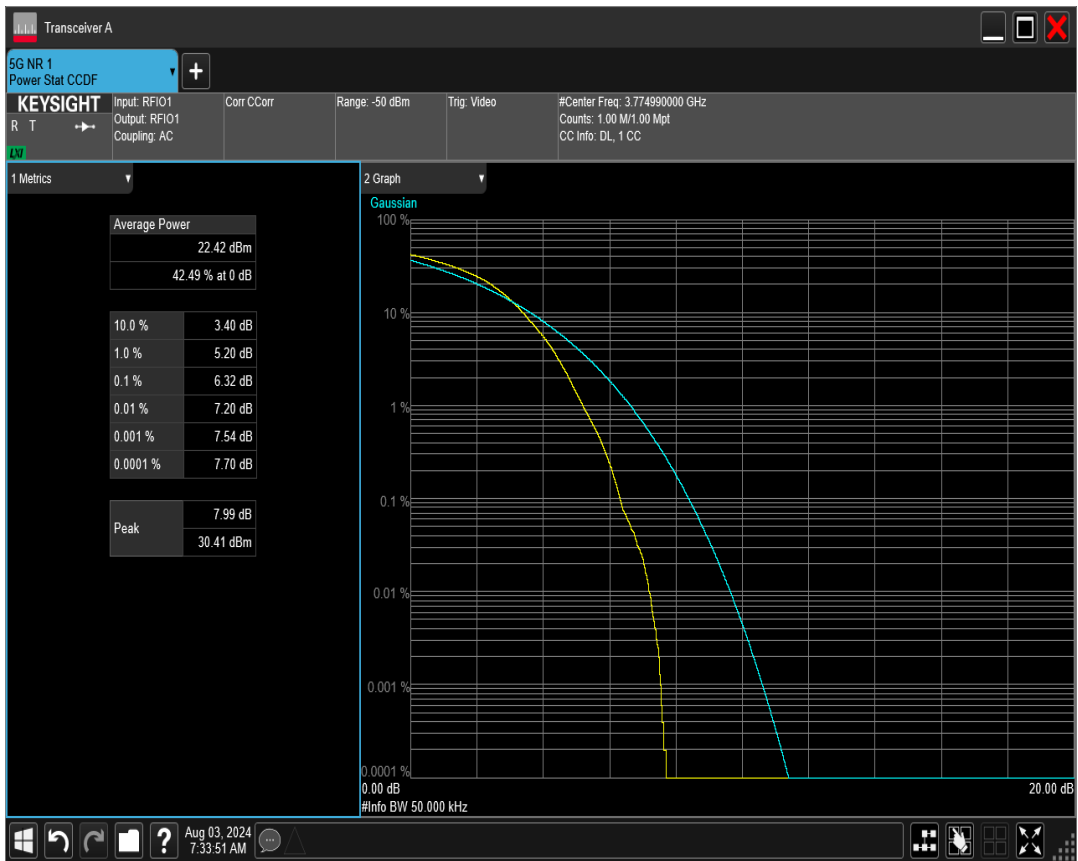 Transceiver A
5G NR 1
Power Stat CCDF
+
KEYSIGHT
R T
LXI
Input: RFIO1
Output: RFIO1
Coupling: AC
Corr CCorr
Range: -50 dBm
Trig: Video
#Center Freq: 3.774990000 GHz
Counts: 1.00 M/1.00 Mpt
CC Info: DL, 1 CC
1 Metrics
Average Power
22.42 dBm
42.49 % at 0 dB
10.0 % 3.40 dB
1.0 % 5.20 dB
0.1 % 6.32 dB
0.01 % 7.20 dB
0.001 % 7.54 dB
0.0001 % 7.70 dB
Peak
7.99 dB
30.41 dBm
2 Graph
Gaussian
100 %
10 %
1 %
0.1 %
0.01 %
0.001 %
0.0001 %
0.00 dB 20.00 dB
#Info BW 50.000 kHz
?
Aug 03, 2024
7:33:51 AM